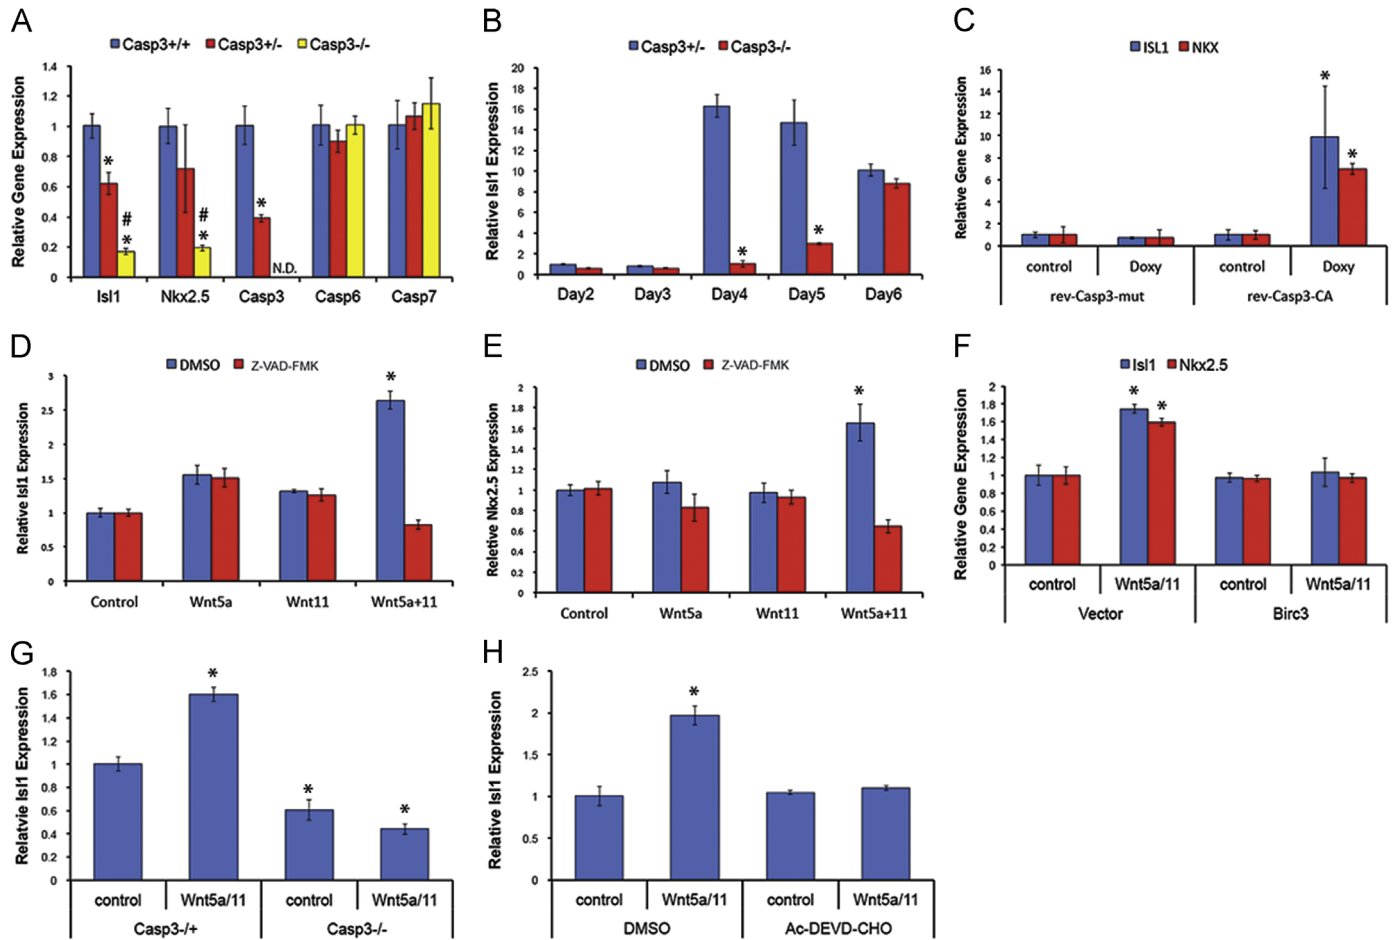 A
Casp3+/+ Casp3+/- Casp3-/-
Relative Gene Expression
1.4
1.2
1
0.8
0.6
0.4
0.2
0
*
#
*
#
*
*
N.D.
Isl1 Nkx2.5 Casp3 Casp6 Casp7
B
Casp3+/- Casp3-/-
Relative Isl1 Expression
20
18
16
14
12
10
8
6
4
2
0
*
*
Day2 Day3 Day4 Day5 Day6
C
ISL1 NKX
Relative Gene Expression
16
14
12
10
8
6
4
2
0
*
*
control Doxy control Doxy
rev-Casp3-mut rev-Casp3-CA
D
DMSO Z-VAD-FMK
Relative Isl1 Expression
3
2.5
2
1.5
1
0.5
0
*
Control Wnt5a Wnt11 Wnt5a+11
E
DMSO Z-VAD-FMK
Reletive Nkx2.5 Expression
2
1.8
1.6
1.4
1.2
1
0.8
0.6
0.4
0.2
0
*
Control Wnt5a Wnt11 Wnt5a+11
F
Isl1 Nkx2.5
Relative Gene Expression
2
1.8
1.6
1.4
1.2
1
0.8
0.6
0.4
0.2
0
*
*
control Wnt5a/11 control Wnt5a/11
Vector Birc3
G
Relatvie Isl1 Expression
1.8
1.6
1.4
1.2
1
0.8
0.6
0.4
0.2
0
*
*
*
control Wnt5a/11 control Wnt5a/11
Casp3-/+ Casp3-/-
H
Relative Isl1 Expression
2.5
2
1.5
1
0.5
0
*
control Wnt5a/11 control Wnt5a/11
DMSO Ac-DEVD-CHO